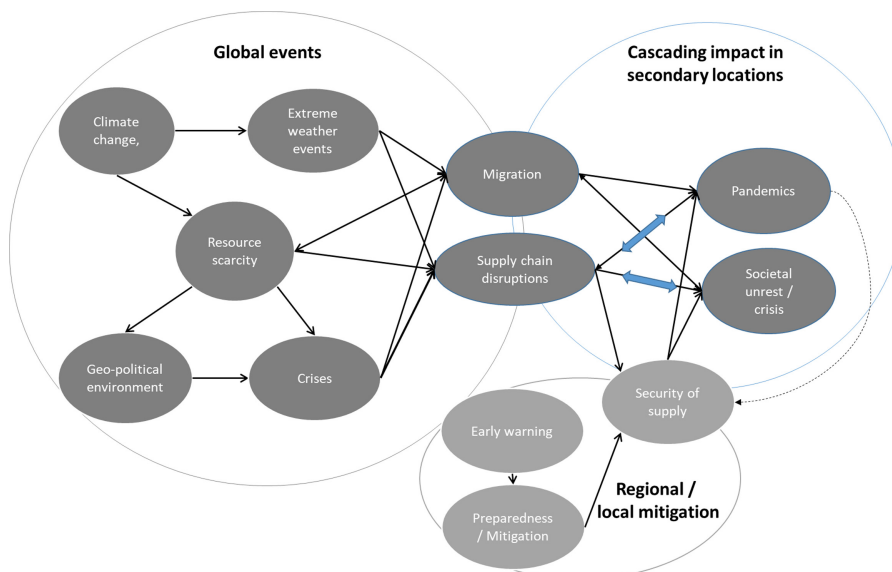 Global events
Cascading impact in
secondary locations
Climate
change,
Extreme
weather
events
Migration
Pandemics
Resource
scarcity
Supply chain
disruptions
Societal
unrest /
crisis
Geo-political
environment
Crises
Security of
supply
Early warning
Regional /
local mitigation
Preparedness
/ Mitigation